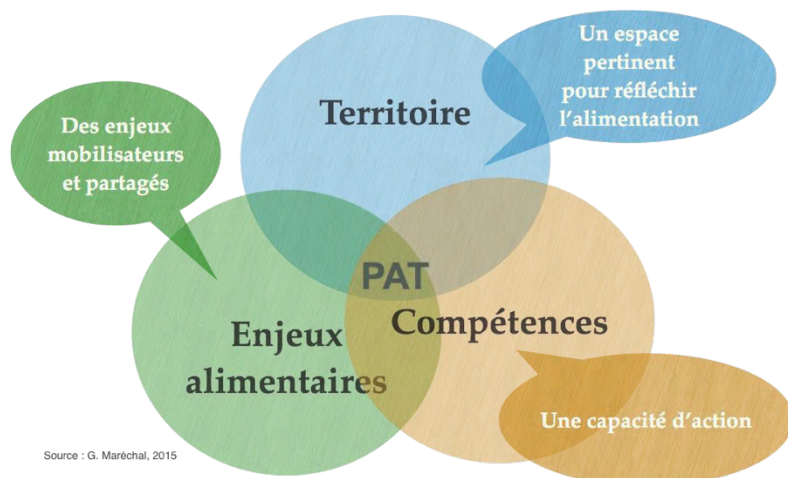 Un espace
pertinent
pour réfléchir
l'alimentation
Territoire
Des enjeux
mobilisateurs
et partagés
PAT
Compétences
Enjeux
alimentaires
Une capacité d'action
Source : G. Maréchal, 2015